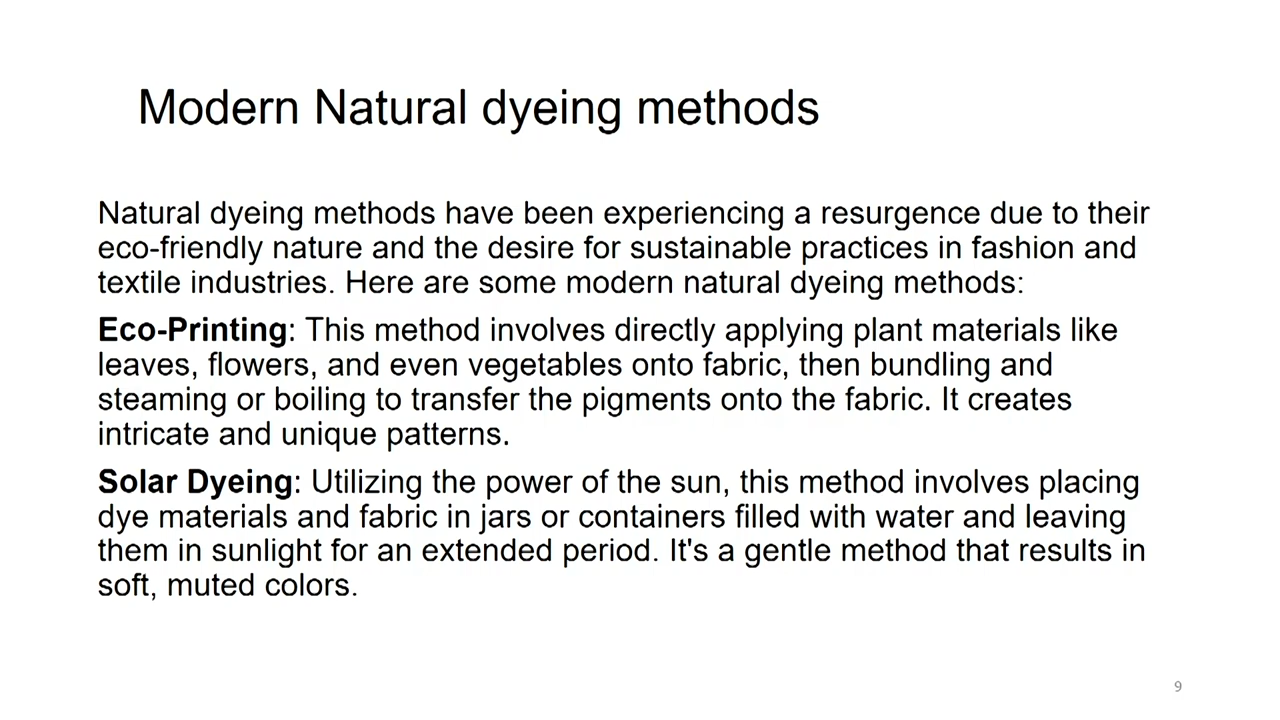 Modern Natural dyeing methods
Natural dyeing methods have been experiencing a resurgence due to their
eco-friendly nature and the desire for sustainable practices in fashion and
textile industries. Here are some modern natural dyeing methods:
Eco-Printing: This method involves directly applying plant materials like
leaves, flowers, and even vegetables onto fabric, then bundling and
steaming or boiling to transfer the pigments onto the fabric. It creates
intricate and unique patterns.
Solar Dyeing: Utilizing the power of the sun, this method involves placing
dye materials and fabric in jars or containers filled with water and leaving
them in sunlight for an extended period. It's a gentle method that results in
soft, muted colors.
9